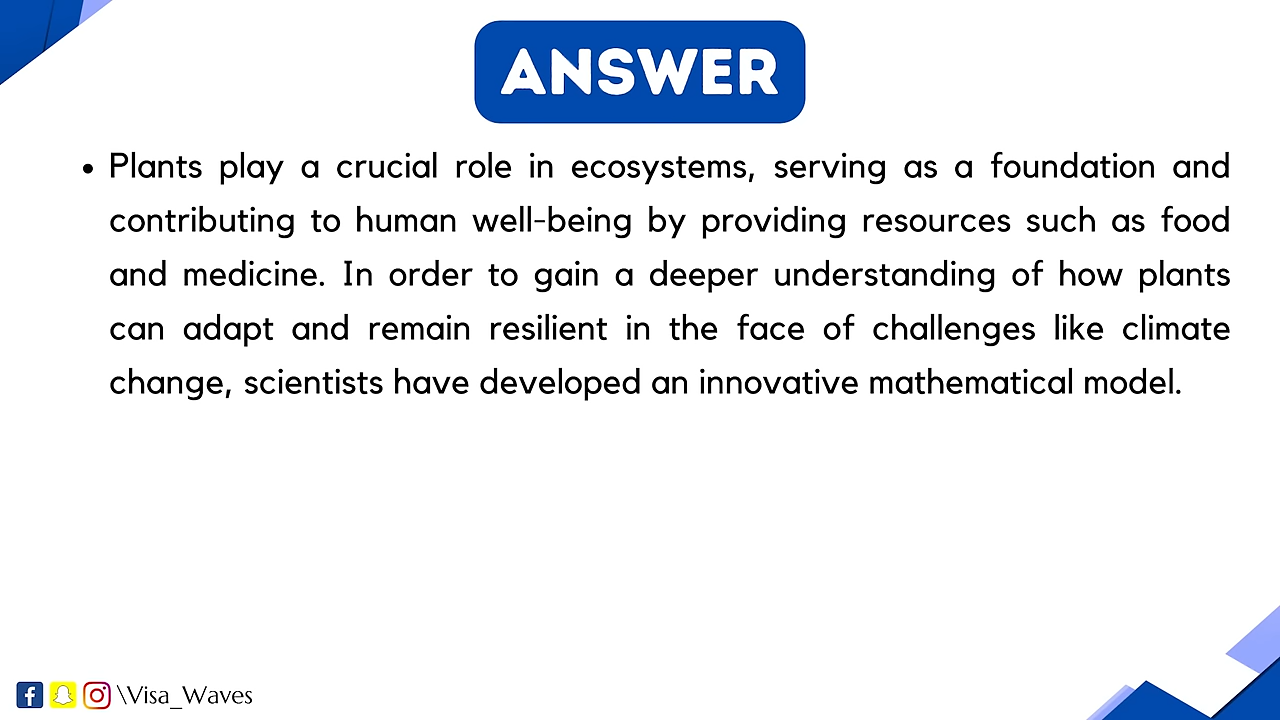 ANSWER
• Plants play a crucial role in ecosystems, serving as a foundation and
contributing to human well-being by providing resources such as food
and medicine. In order to gain a deeper understanding of how plants
can adapt and remain resilient in the face of challenges like climate
change, scientists have developed an innovative mathematical model.
\Visa_Waves